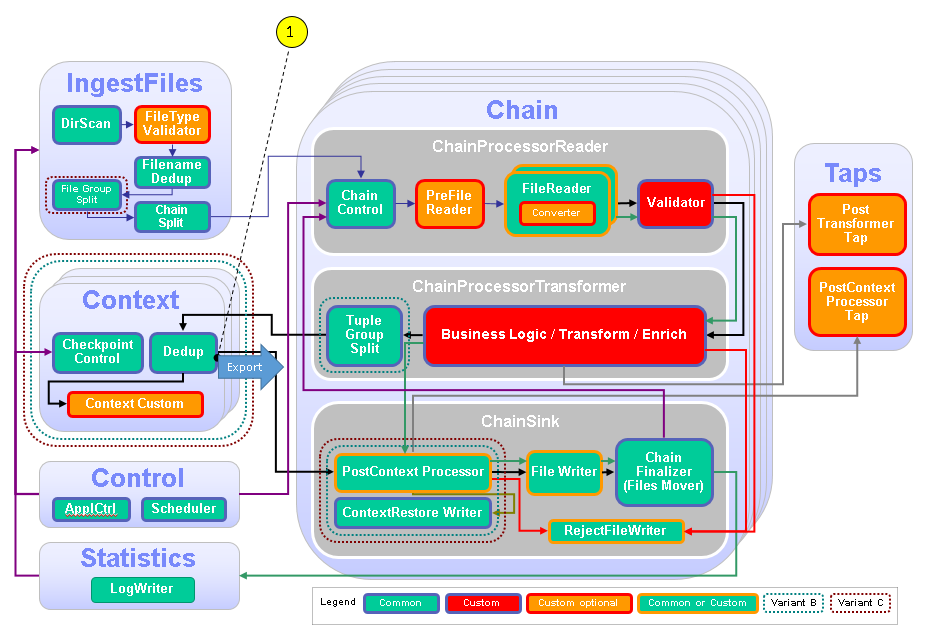 1
IngestFiles
DirScan
FileType
Validator
Filename
Dedup
File Group
Split
Chain
Split
Chain
ChainProcessorReader
Chain
Control
PreFile
Reader
FileReader
Converter
Validator
Taps
Post
Transformer
Tap
PostContext
Processor
Tap
Context
Checkpoint
Control
Dedup
Export
Context Custom
ChainProcessorTransformer
Tuple
Group
Split
Business Logic / Transform / Enrich
ChainSink
PostContext Processor
File Writer
Chain
Finalizer
(Files Mover)
ContextRestore Writer
RejectFileWriter
Control
ApplCtrl
Scheduler
Statistics
LogWriter
Legend
Common
Custom
Custom optional
Common or Custom
Variant B
Variant C